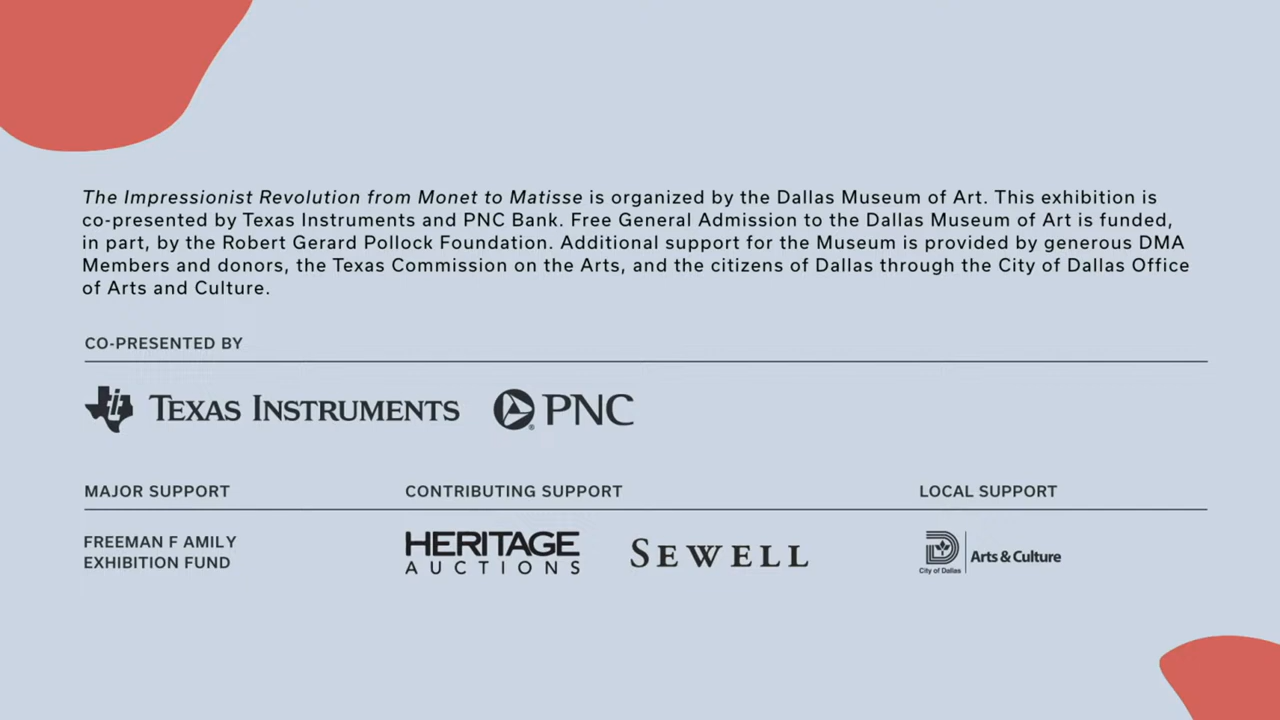 The Impressionist Revolution from Monet to Matisse is organized by the Dallas Museum of Art. This exhibition is
co-presented by Texas Instruments and PNC Bank. Free General Admission to the Dallas Museum of Art is funded,
in part, by the Robert Gerard Pollock Foundation. Additional support for the Museum is provided by generous DMA
Members and donors, the Texas Commission on the Arts, and the citizens of Dallas through the City of Dallas Office
of Arts and Culture.
CO-PRESENTED BY
TEXAS INSTRUMENTS
PNC
MAJOR SUPPORT
FREEMAN F AMILY
EXHIBITION FUND
CONTRIBUTING SUPPORT
HERITAGE
AUCTIONS
SEWELL
LOCAL SUPPORT
City of Dallas
Arts & Culture